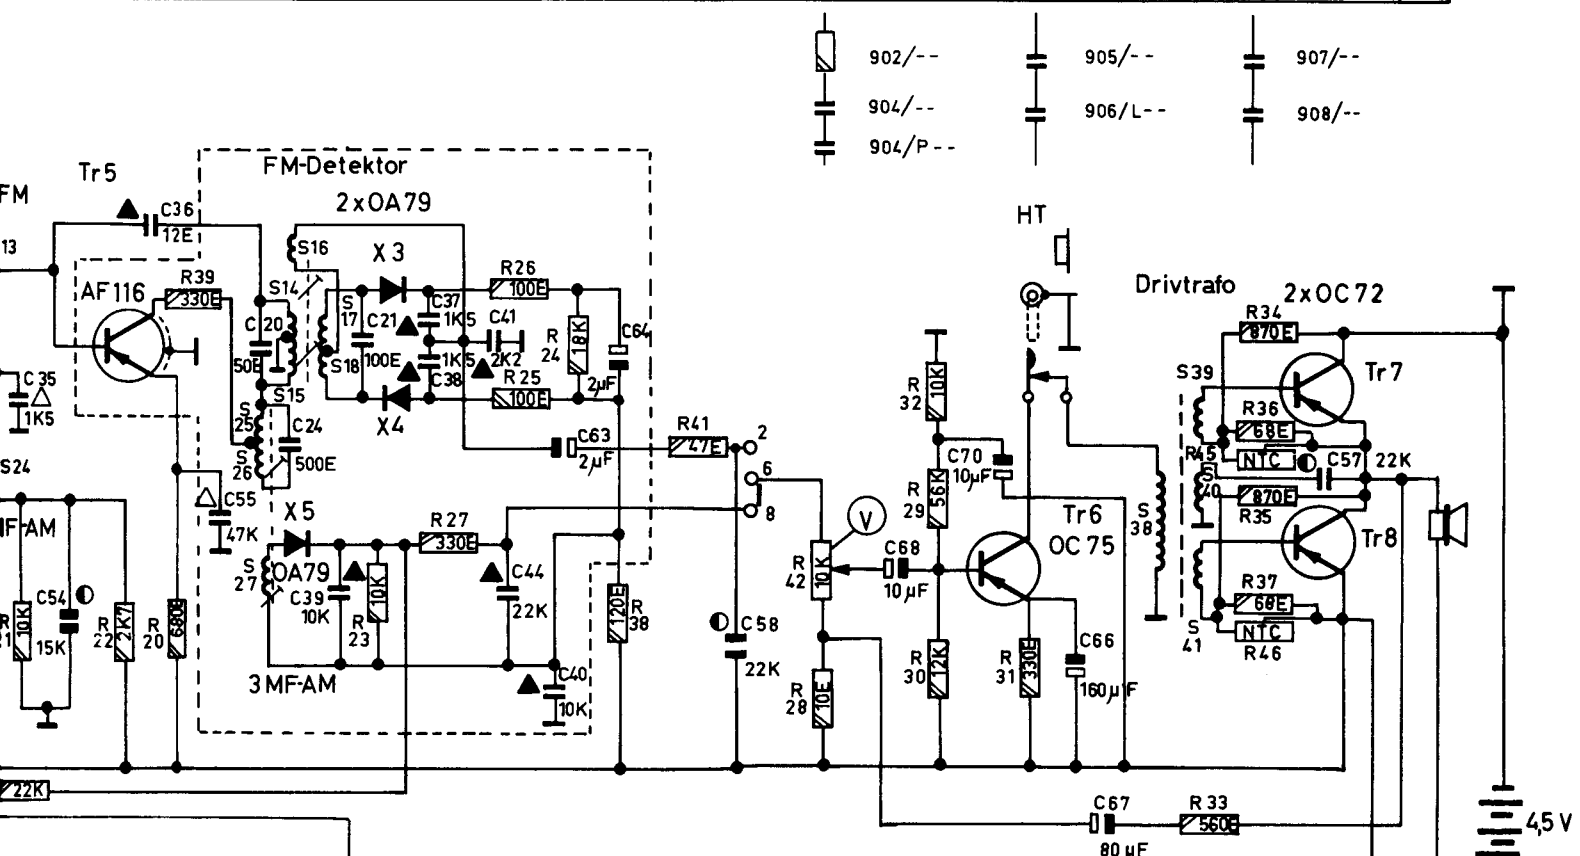 902/--
905/--
907/--
904/--
906/L--
908/--
904/P--
Tr5
FM-Detektor
FM
2xOA79
C36
12E
13
S16
X3
HT
R39
330E
AF116
S14
S
17
C21
100E
C37
1K5
R26
100E
C41
2K2
R
24
18K
C64
2µF
Drivtrafo
2xOC72
R34
870E
C20
50E
S18
1K5
C38
R25
100E
Tr7
S39
C35
1K5
S15
X4
R
32
10K
R36
68E
S
25
C24
500E
S
26
C63
2µF
R41
47E
2
C70
10µF
R45
NTC
C57
22K
S24
6
C55
47K
X5
R27
330E
8
V
R
29
56K
Tr6
OC75
S
38
S
40
870E
R35
Tr8
F-AM
S
27
OA79
C39
10K
R
23
10K
C44
22K
R
42
10K
C68
10µF
C54
15K
R
21
10K
R
22
2K7
R
20
680E
R
38
120E
C58
22K
R
30
12K
R
31
330E
C66
160µF
R37
68E
NTC
R46
S
41
3MF-AM
C40
10K
R
28
10E
22K
C67
80µF
R33
560E
4,5V